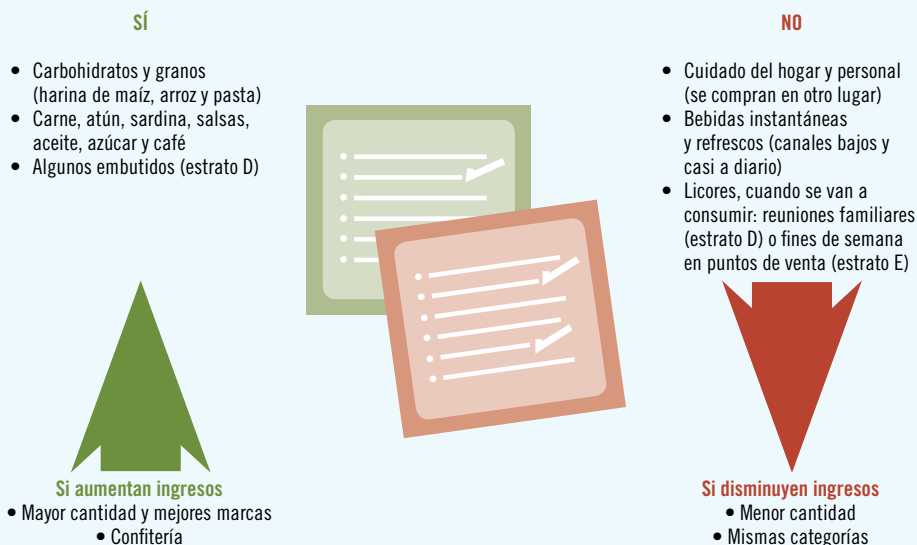 SÍ
• Carbohidratos y granos
(harina de maíz, arroz y pasta)
• Carne, atún, sardina, salsas,
aceite, azúcar y café
• Algunos embutidos (estrato D)
NO
• Cuidado del hogar y personal
(se compran en otro lugar)
• Bebidas instantáneas
y refrescos (canales bajos y
casi a diario)
• Licores, cuando se van a
consumir: reuniones familiares
(estrato D) o fines de semana
en puntos de venta (estrato E)
Si aumentan ingresos
• Mayor cantidad y mejores marcas
• Confitería
Si disminuyen ingresos
• Menor cantidad
• Mismas categorías